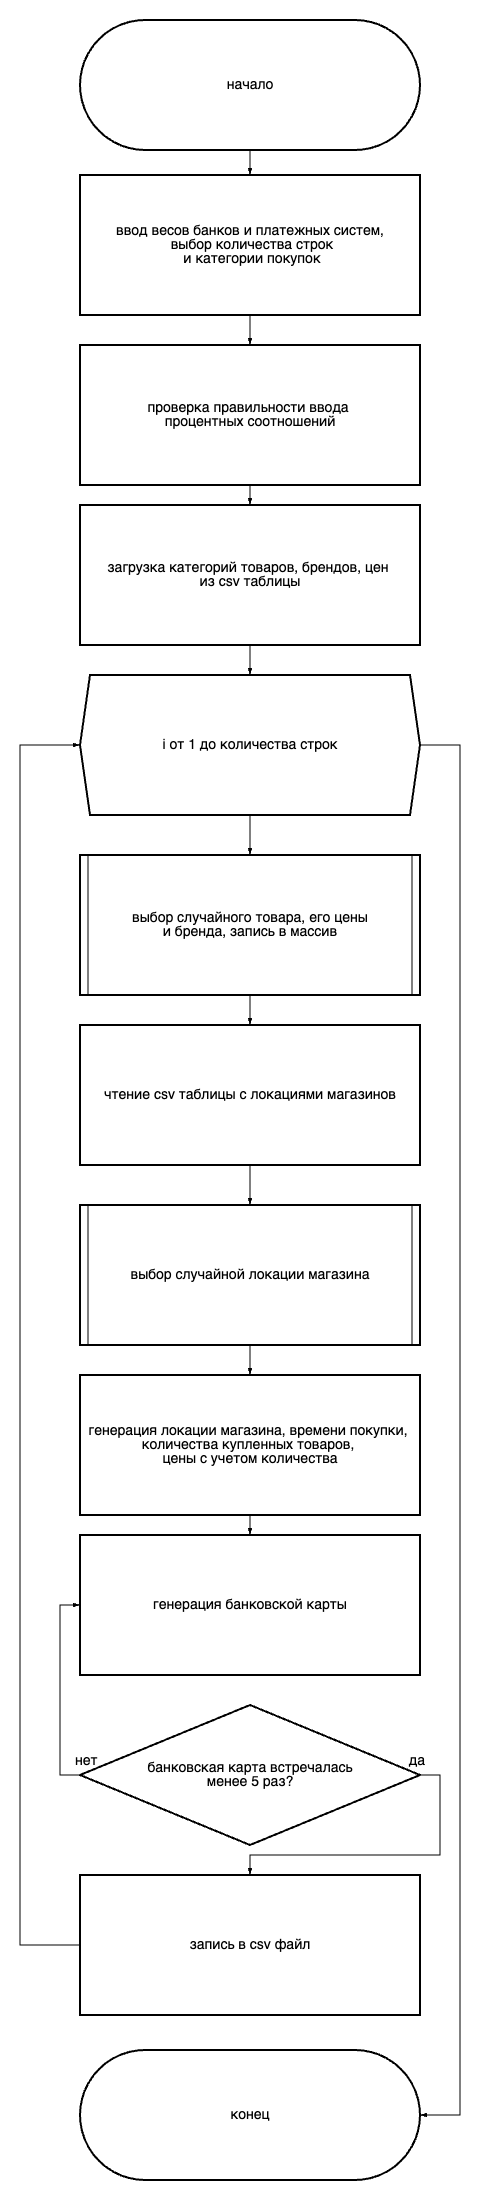 начало
ввод весов банков и платежных систем,
выбор количества строк
и категории покупок
проверка правильности ввода
процентных соотношений
загрузка категорий товаров, брендов, цен
из csv таблицы
i от 1 до количества строк
выбор случайного товара, его цены
и бренда, запись в массив
чтение csv таблицы с локациями магазинов
выбор случайной локации магазина
генерация локации магазина, времени покупки,
количества купленных товаров,
цены с учетом количества
генерация банковской карты
нет
да
банковская карта встречалась
менее 5 раз?
запись в csv файл
конец